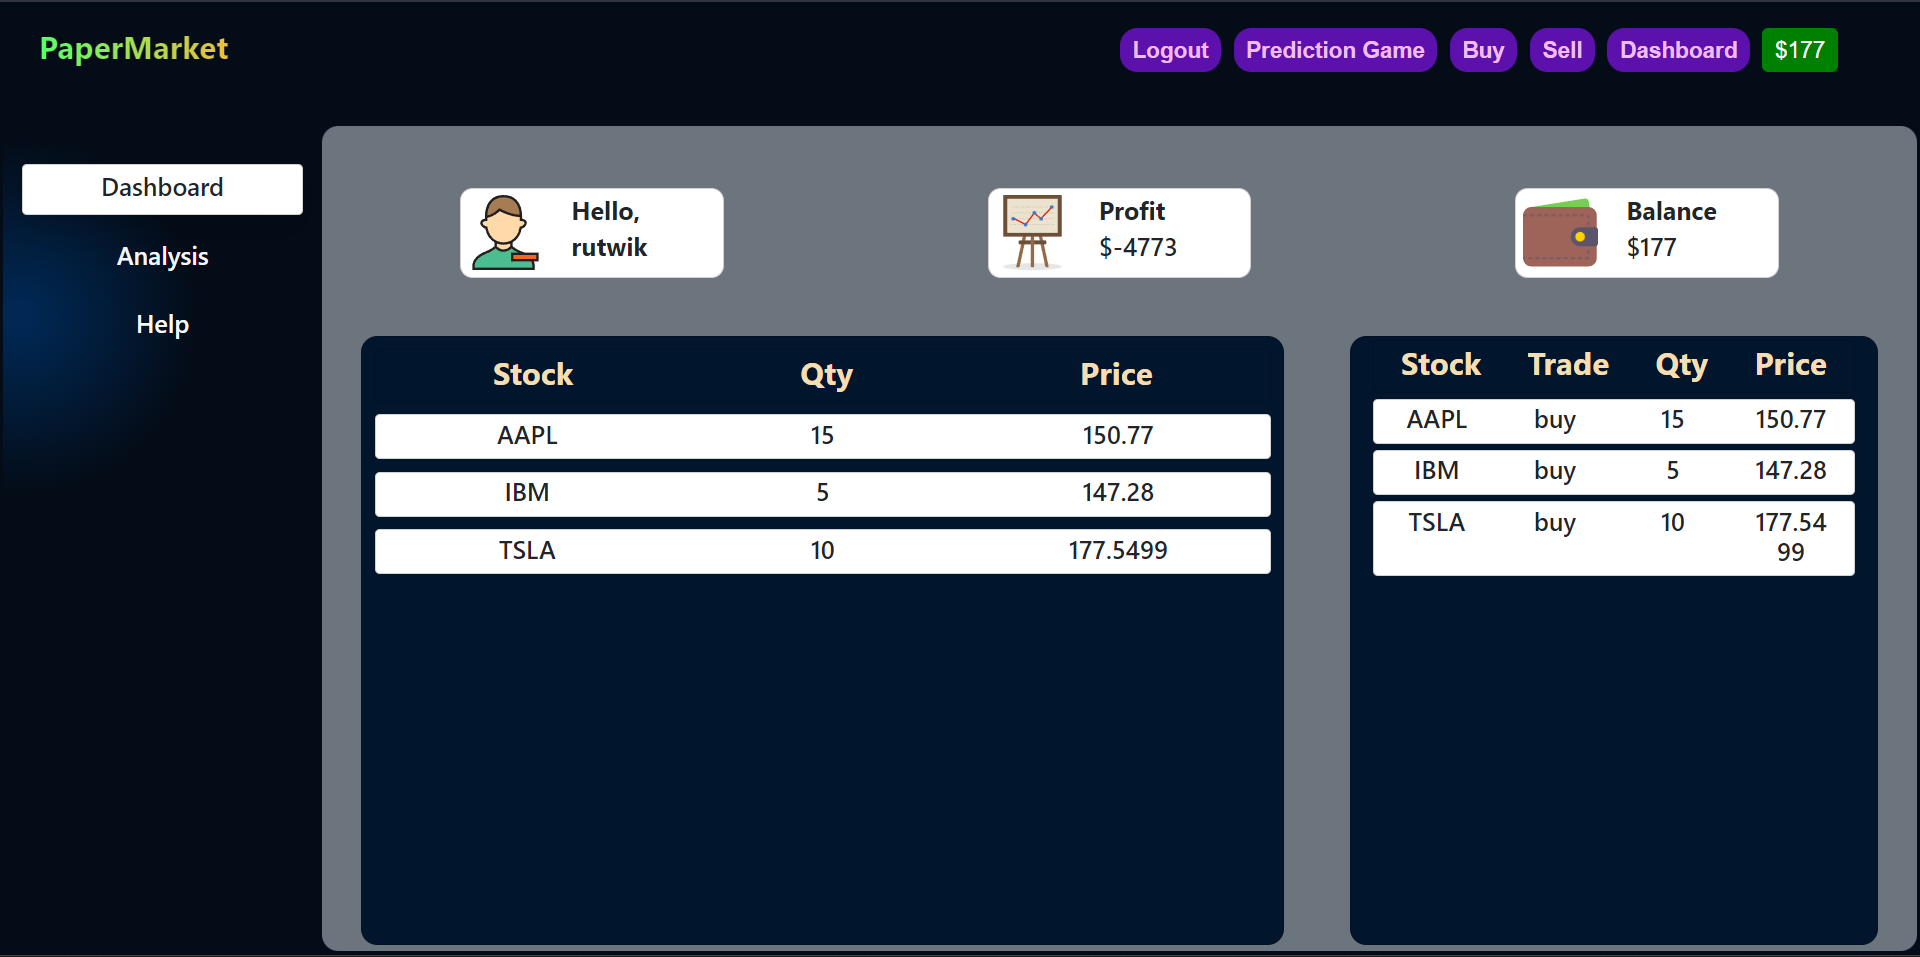 PaperMarket
Logout Prediction Game Buy Sell Dashboard $177
Dashboard
Analysis
Help
Hello,
rutwik
Profit
$-4773
Balance
$177
Stock Qty Price
AAPL 15 150.77
IBM 5 147.28
TSLA 10 177.5499
Stock Trade Qty Price
AAPL buy 15 150.77
IBM buy 5 147.28
TSLA buy 10 177.54
99